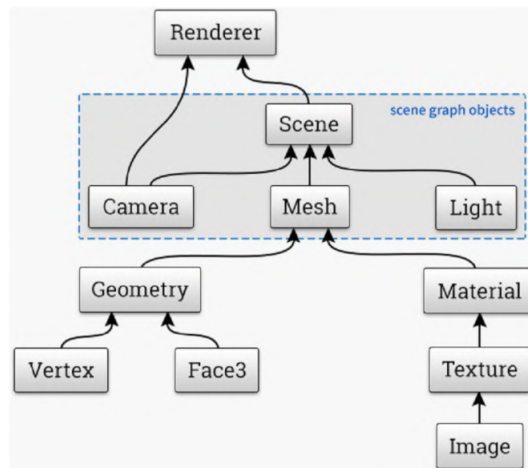 Renderer
scene graph objects
Scene
Camera
Mesh
Light
Geometry
Material
Vertex
Face3
Texture
Image